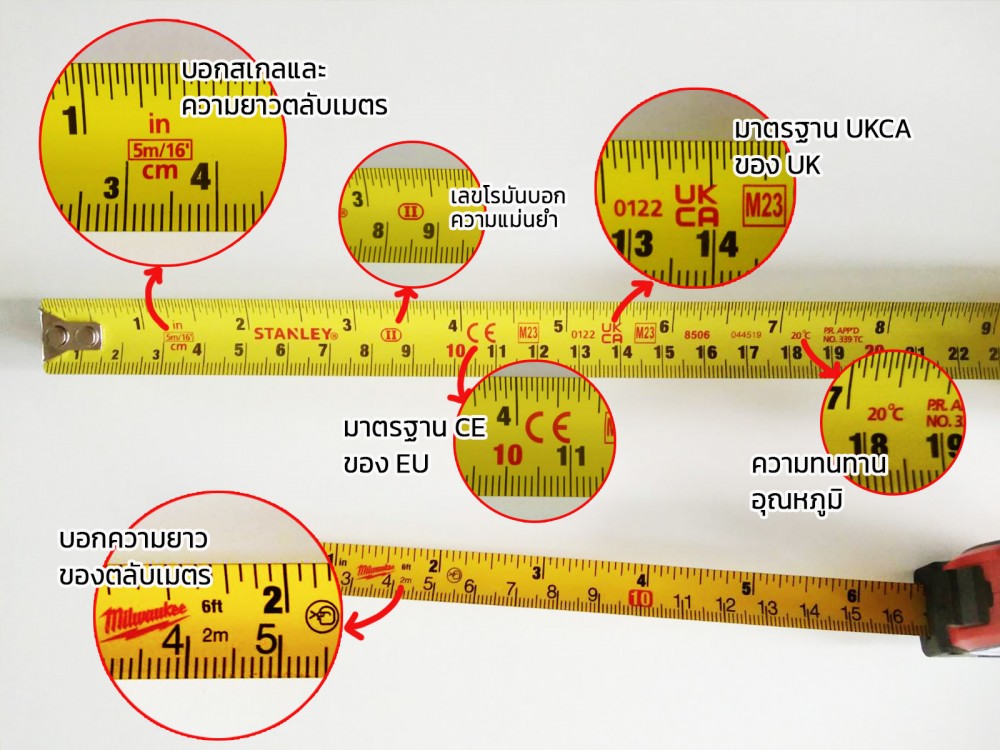 บอกสเกลและ
ความยาวตลับเมตร
1
in
5m/16'
cm
3 4
เลขโรมันบอก
ความแม่นยำ
3
II
8 9
มาตรฐาน UKCA
ของ UK
0122 UK CA M23
13 14
1 in 2 STANLEY® 3 II 4 CE M23 5 0122 UK CA M23 6 8506 044519 7 20°C P.R. APP'D 8 9
5m/16' NO. 339 TC
1 2 3 cm 4 5 6 7 8 9 10 11 12 13 14 15 16 17 18 19 20 21 22
มาตรฐาน CE
ของ EU
4 CE
10 11
7
20°C P.R. A
NO. 3
18 19
ความทนทาน
อุณหภูมิ
บอกความยาว
ของตลับเมตร
Milwaukee 6ft 2
4 2m 5
1 in Milwaukee 6ft 2 3 4 5 6
3 4 2m 5 6 7 8 9 10 11 12 13 14 15 16